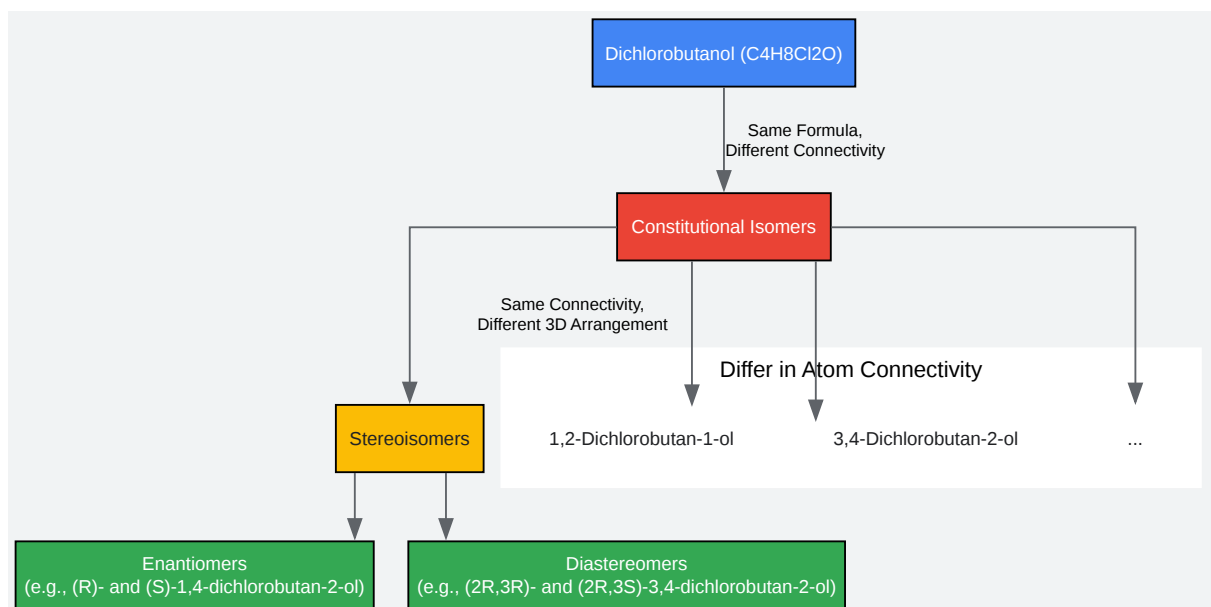 Dichlorobutanol (C4H8Cl2O)
Same Formula,
Different Connectivity
Constitutional Isomers
Same Connectivity,
Different 3D Arrangement
Differ in Atom Connectivity
Stereoisomers
1,2-Dichlorobutan-1-ol
3,4-Dichlorobutan-2-ol
...
Enantiomers
(e.g., (R)- and (S)-1,4-dichlorobutan-2-ol)
Diastereomers
(e.g., (2R,3R)- and (2R,3S)-3,4-dichlorobutan-2-ol)